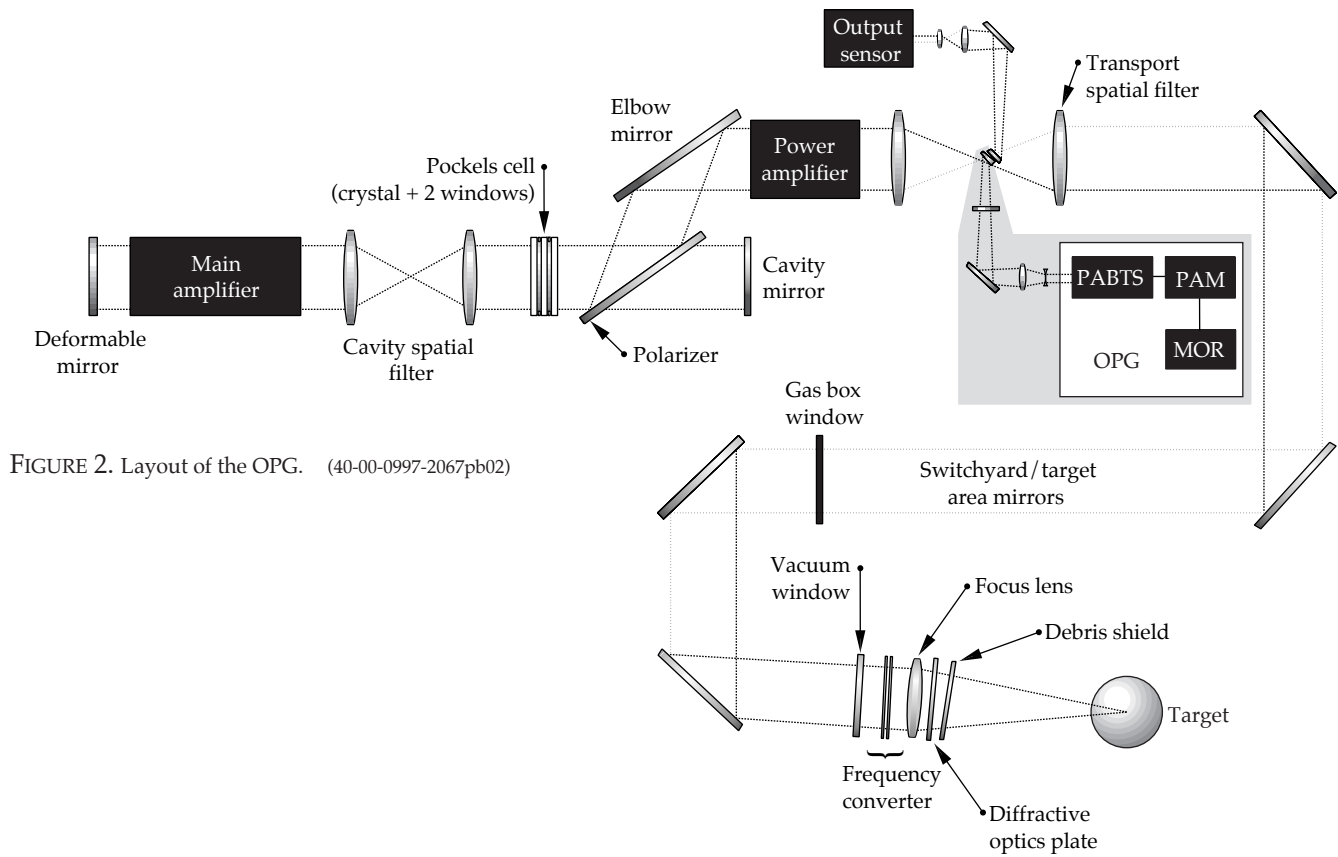 Output
sensor
Transport
spatial filter
Elbow
mirror
Power
amplifier
Pockels cell
(crystal + 2 windows)
Main
amplifier
Cavity
mirror
PABTS
PAM
MOR
OPG
Deformable
mirror
Cavity spatial
filter
Polarizer
Gas box
window
FIGURE 2. Layout of the OPG. (40-00-0997-2067pb02)
Switchyard/target
area mirrors
Vacuum
window
Focus lens
Debris shield
Target
Frequency
converter
Diffractive
optics plate